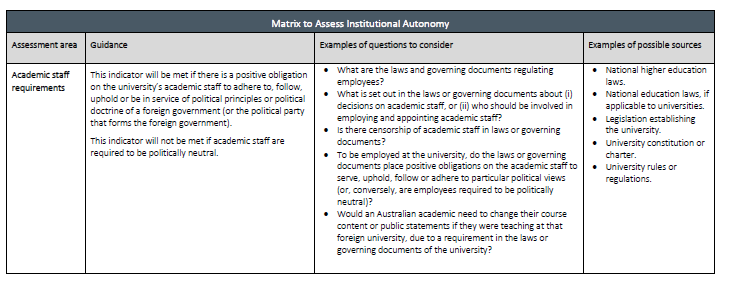 Matrix to Assess Institutional Autonomy
Assessment area
Guidance
Examples of questions to consider
Examples of possible sources
Academic staff
requirements
This indicator will be met if there is a positive obligation
on the university's academic staff to adhere to, follow,
uphold or be in service of political principles or political
doctrine of a foreign government (or the political party
that forms the foreign government).
This indicator will not be met if academic staff are
required to be politically neutral.
• What are the laws and governing documents regulating
employees?
• What is set out in the laws or governing documents about (i)
decisions on academic staff, or (ii) who should be involved in
employing and appointing academic staff?
• Is there censorship of academic staff in laws or governing
documents?
• To be employed at the university, do the laws or governing
documents place positive obligations on the academic staff to
serve, uphold, follow or adhere to particular political views
(or, conversely, are employees required to be politically
neutral)?
• Would an Australian academic need to change their course
content or public statements if they were teaching at that
foreign university, due to a requirement in the laws or
governing documents of the university?
• National higher education
laws.
• National education laws, if
applicable to universities.
• Legislation establishing
the university.
• University constitution or
charter.
• University rules or
regulations.